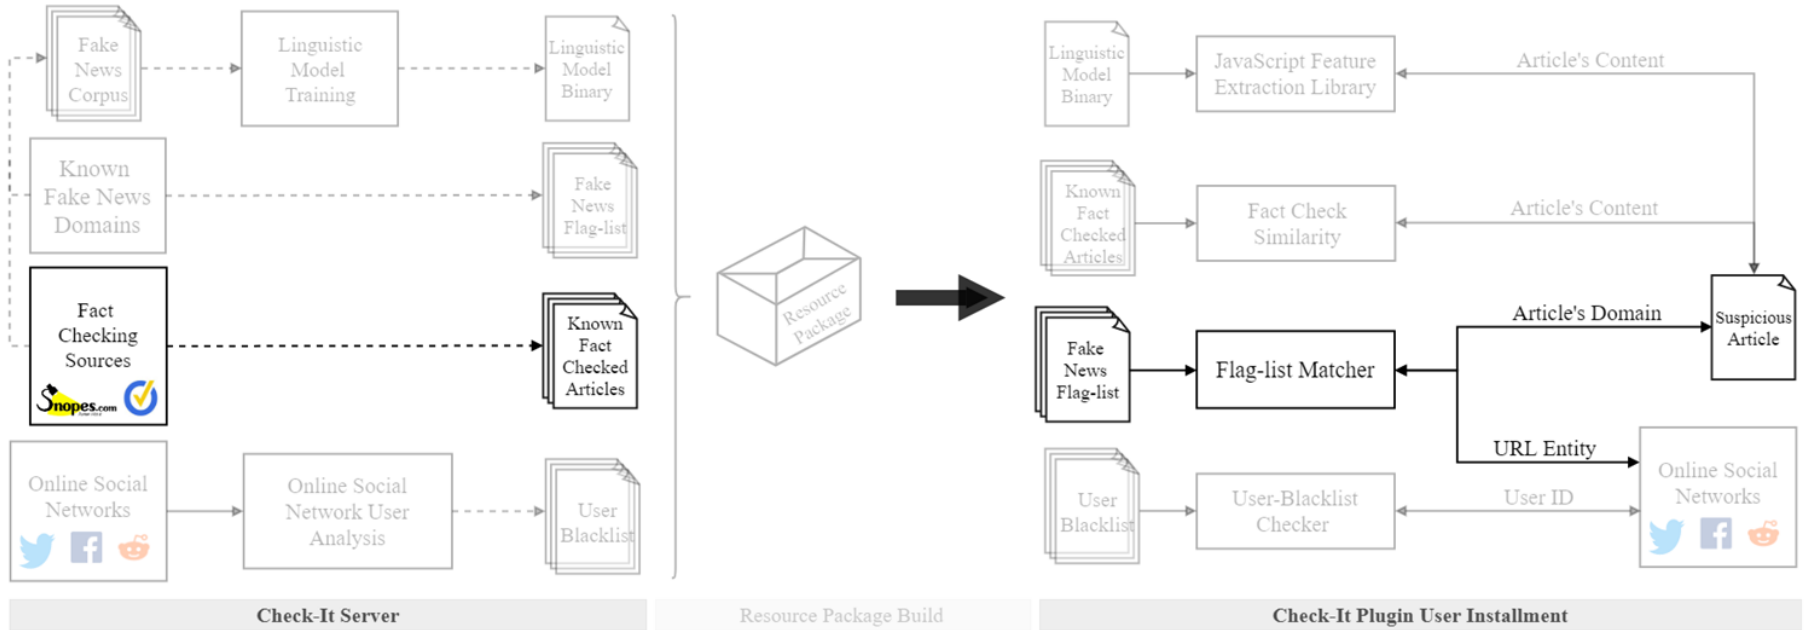 Fake
News
Corpus
Linguistic
Model
Training
Linguistic
Model
Binary
Known
Fake News
Domains
Fake
News
Flag-list
Fact
Checking
Sources
Snopes.com
Known
Fact
Checked
Articles
Online Social
Networks
Online Social
Network User
Analysis
User
Blacklist
Resource
Package
Linguistic
Model
Binary
JavaScript Feature
Extraction Library
Article's Content
Known
Fact
Checked
Articles
Fact Check
Similarity
Article's Content
Fake
News
Flag-list
Flag-list Matcher
Article's Domain
Suspicious
Article
URL Entity
User
Blacklist
User-Blacklist
Checker
User ID
Online Social
Networks
Check-It Server
Resource Package Build
Check-It Plugin User Installment